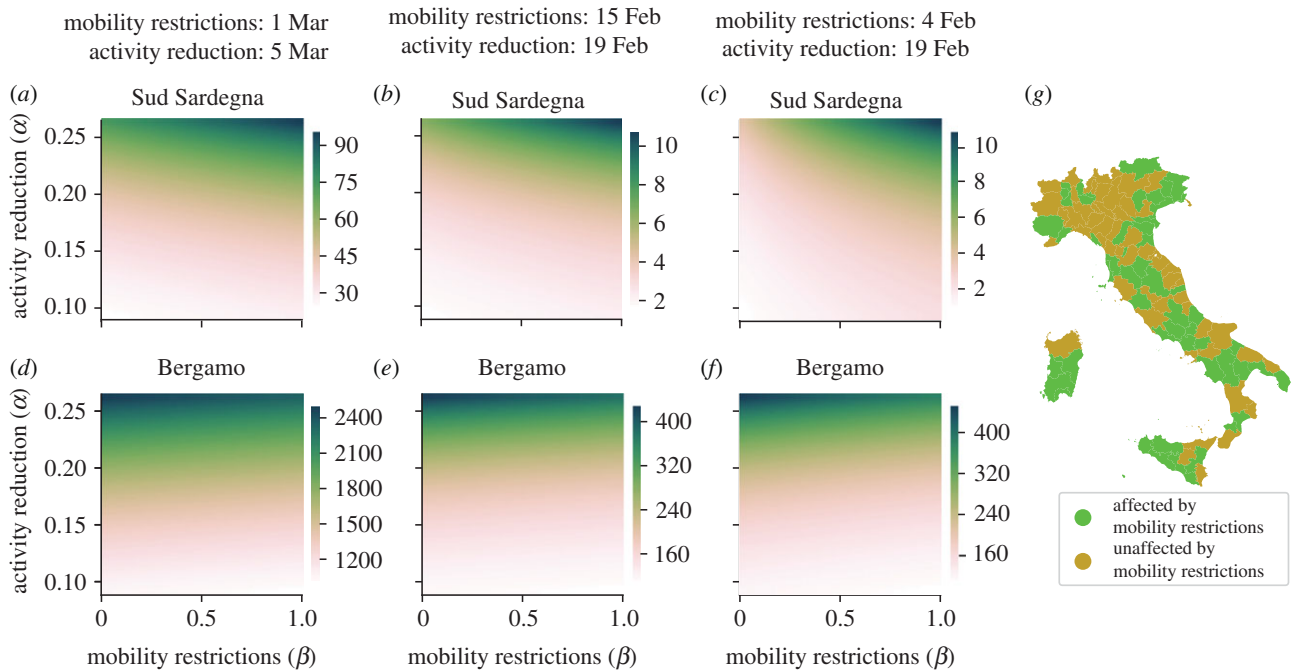 mobility restrictions: 1 Mar
activity reduction: 5 Mar
mobility restrictions: 15 Feb
activity reduction: 19 Feb
mobility restrictions: 4 Feb
activity reduction: 19 Feb
(a)
Sud Sardegna
activity reduction (α)
0.25
0.20
0.15
0.10
90
75
60
45
30
(b)
Sud Sardegna
10
8
6
4
2
(c)
Sud Sardegna
10
8
6
4
2
(g)
(d)
Bergamo
activity reduction (α)
0.25
0.20
0.15
0.10
0
0.5
1.0
mobility restrictions (β)
2400
2100
1800
1500
1200
(e)
Bergamo
0
0.5
1.0
mobility restrictions (β)
400
320
240
160
(f)
Bergamo
0
0.5
1.0
mobility restrictions (β)
400
320
240
160
affected by
mobility restrictions
unaffected by
mobility restrictions